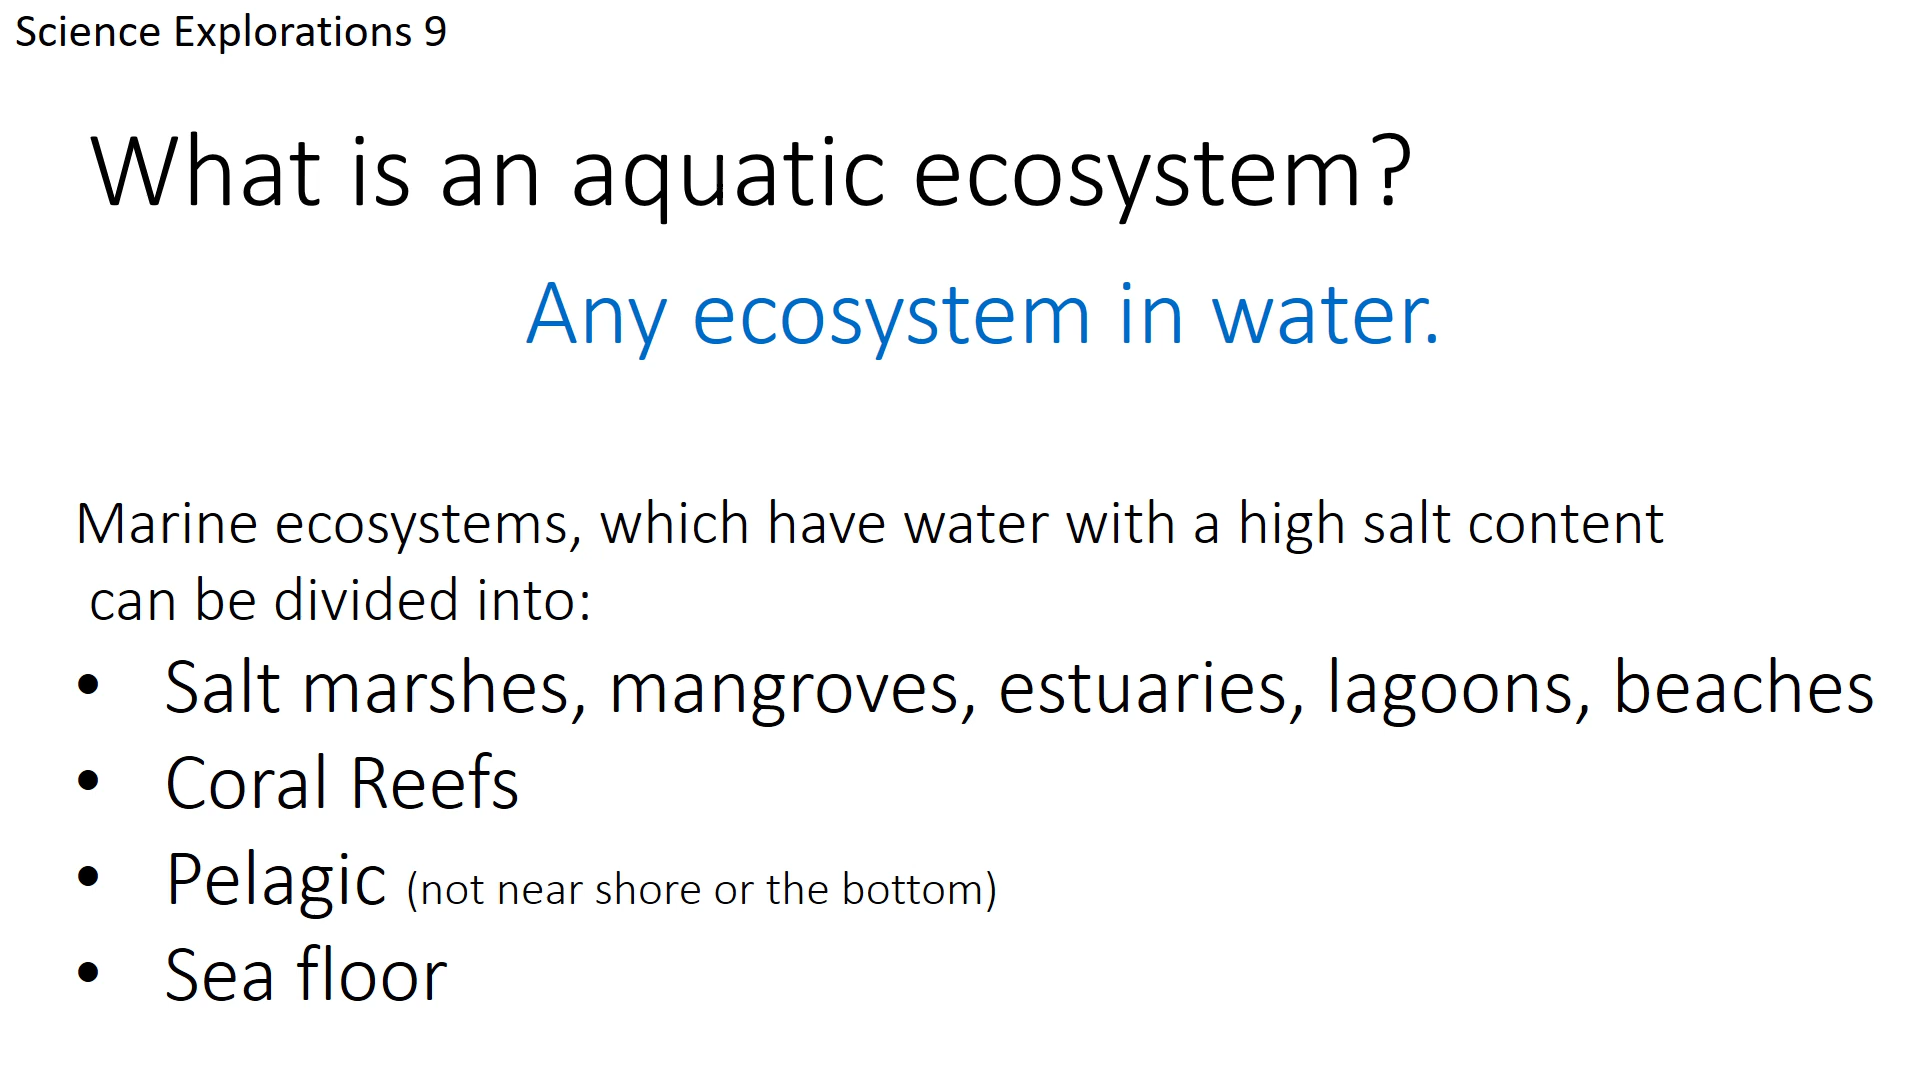 Science Explorations 9
What is an aquatic ecosystem?
Any ecosystem in water.
Marine ecosystems, which have water with a high salt content
can be divided into:
• Salt marshes, mangroves, estuaries, lagoons, beaches
• Coral Reefs
• Pelagic (not near shore or the bottom)
• Sea floor